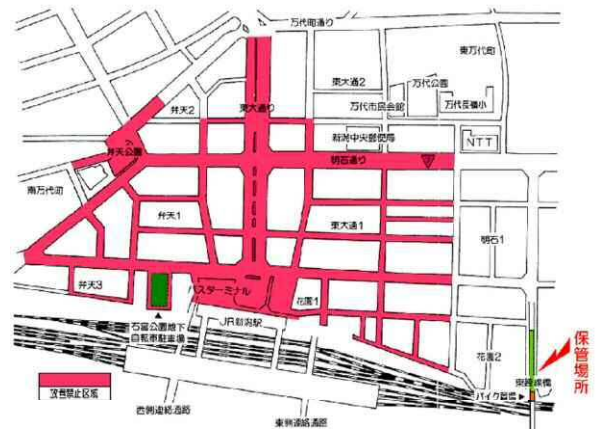 万代町通り
東万代町
東大通2
万代公園
弁天2
東大通り
万代市民会館
万代長嶺小
新潟中央郵便局
NTT
弁天公園
明石通り
南万代町
弁天1
東大通1
明石1
弁天3
バスターミナル
花園1
石宮公園地下
自転車駐車場
JR新潟駅
花園2
保管場所
東跨線橋
放置禁止区域
バイク置場
西側連絡通路
東側連絡通路